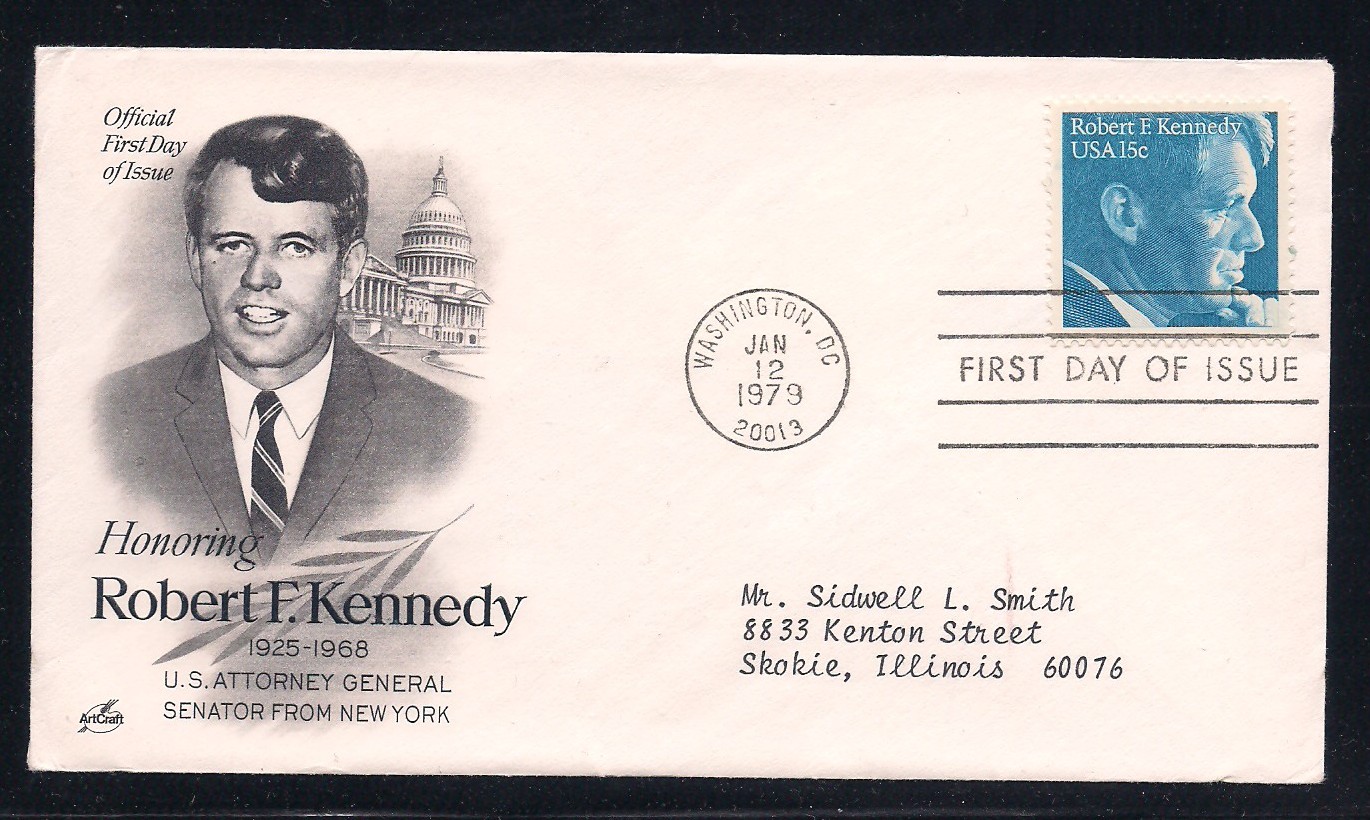 Official
First Day
of Issue
Robert F. Kennedy
USA 15c
WASHINGTON, DC
JAN
12
1979
20013
FIRST DAY OF ISSUE
Honoring
Robert F. Kennedy
1925-1968
U.S. ATTORNEY GENERAL
SENATOR FROM NEW YORK
ArtCraft
Mr. Sidwell L. Smith
8833 Kenton Street
Skokie, Illinois 60076